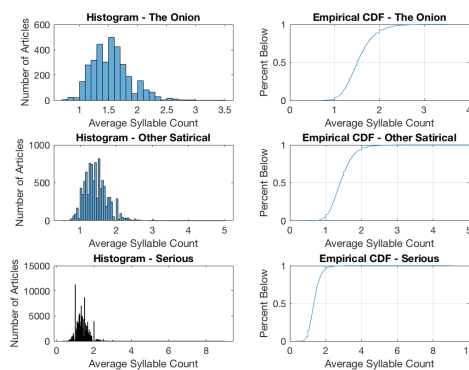 Histogram - The Onion
Number of Articles
600
400
200
0
1
1.5
2
2.5
3
3.5
Average Syllable Count
Empirical CDF - The Onion
Percent Below
1
0.5
0
0
1
2
3
4
Average Syllable Count
Histogram - Other Satirical
Number of Articles
1000
500
0
1
2
3
4
5
Average Syllable Count
Empirical CDF - Other Satirical
Percent Below
1
0.5
0
0
1
2
3
4
5
Average Syllable Count
Histogram - Serious
Number of Articles
15000
10000
5000
0
0
2
4
6
8
Average Syllable Count
Empirical CDF - Serious
Percent Below
1
0.5
0
0
2
4
6
8
Average Syllable Count